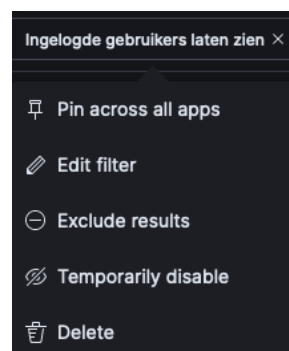 Ingelogde gebruikers laten zien ×
Pin across all apps
Edit filter
Exclude results
Temporarily disable
Delete